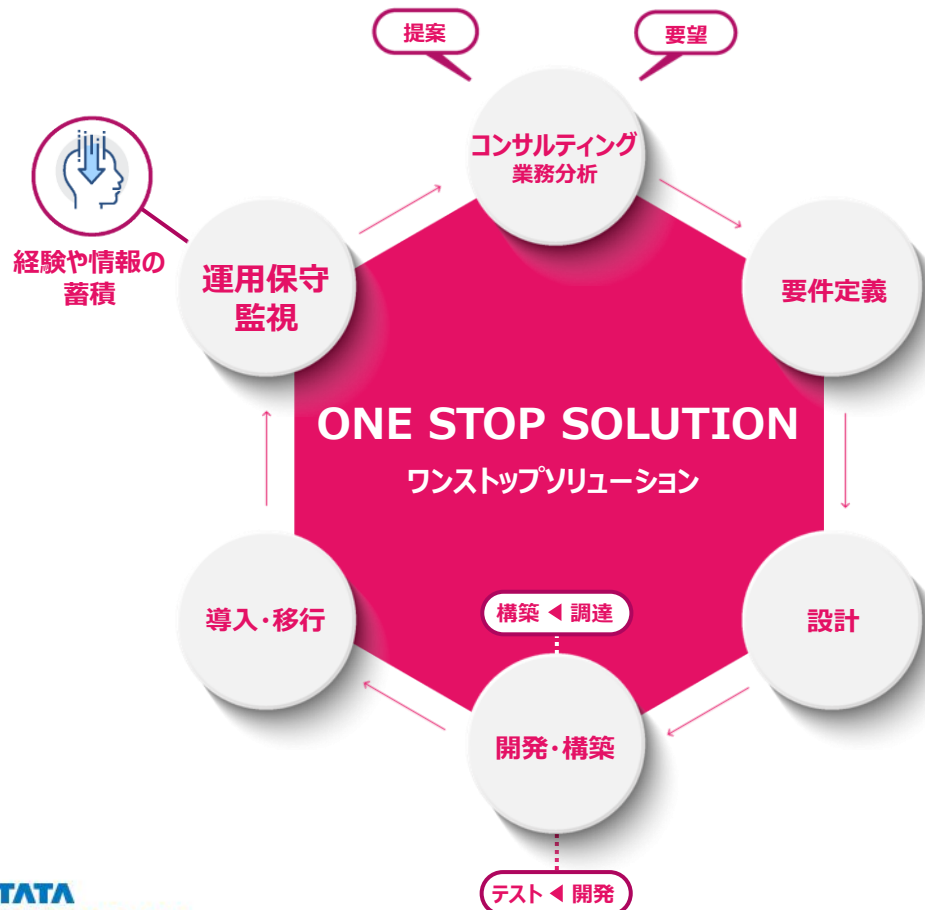 提案
要望
コンサルティング
業務分析
経験や情報の
蓄積
運用保守
監視
要件定義
ONE STOP SOLUTION
ワンストップソリューション
導入・移行
構築 ◀ 調達
設計
開発・構築
テスト ◀ 開発
TATA